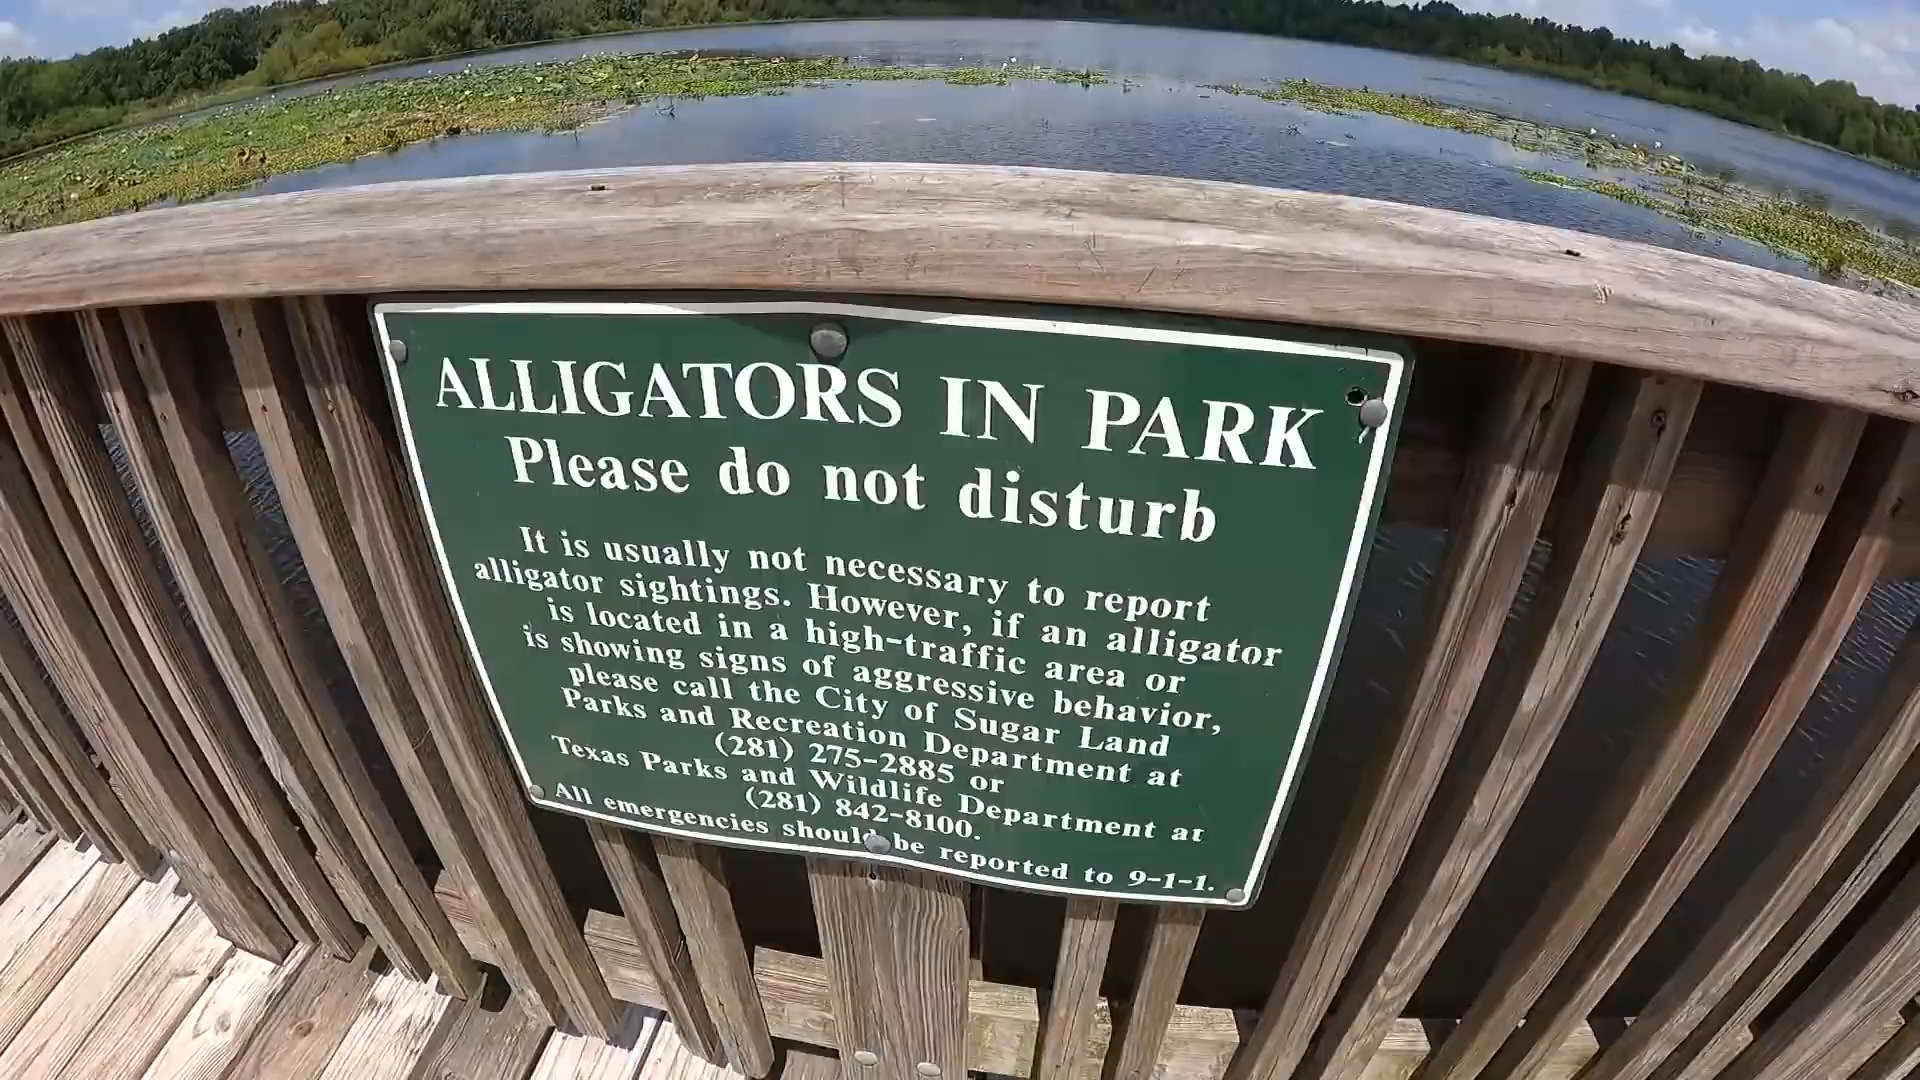 ALLIGATORS IN PARK
Please do not disturb
It is usually not necessary to report
alligator sightings. However, if an alligator
is located in a high-traffic area or
is showing signs of aggressive behavior,
please call the City of Sugar Land
Parks and Recreation Department at
(281) 275-2885 or
Texas Parks and Wildlife Department at
(281) 842-8100.
All emergencies should be reported to 9-1-1.